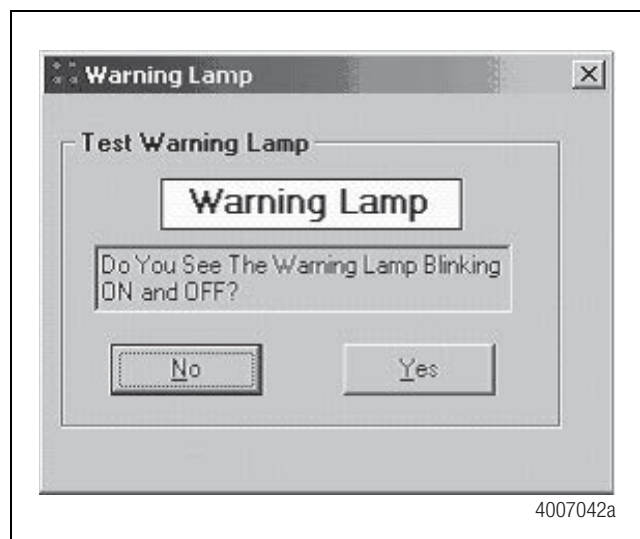 Warning Lamp
Test Warning Lamp
Warning Lamp
Do You See The Warning Lamp Blinking
ON and OFF?
No
Yes
4007042a